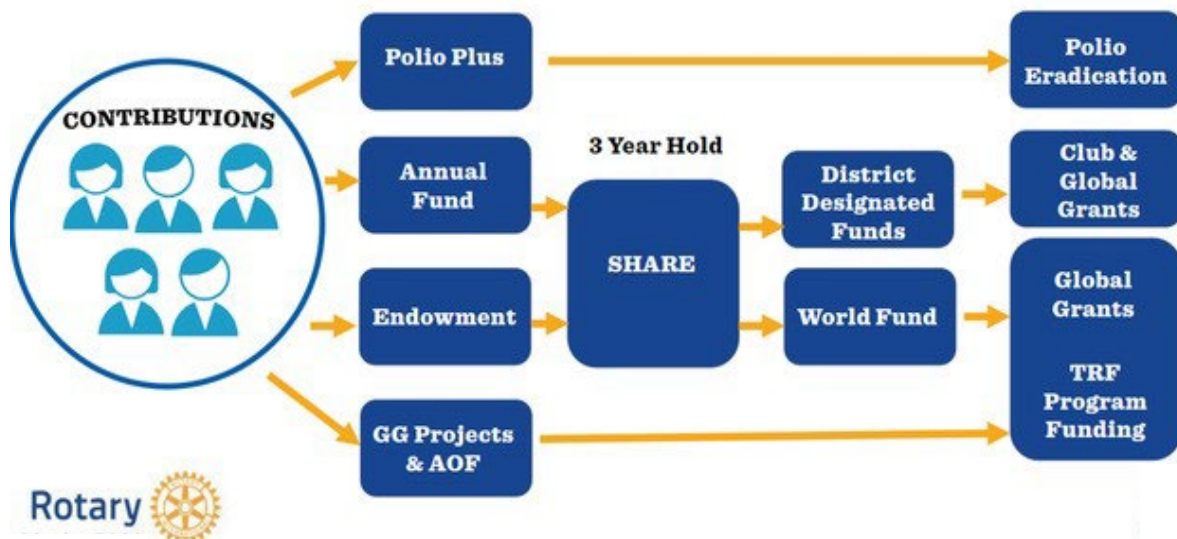 CONTRIBUTIONS
Polio Plus
Polio
Eradication
Annual
Fund
3 Year Hold
SHARE
District
Designated
Funds
Club &
Global
Grants
Endowment
World Fund
Global
Grants
TRF
Program
Funding
GG Projects
& AOF
Rotary